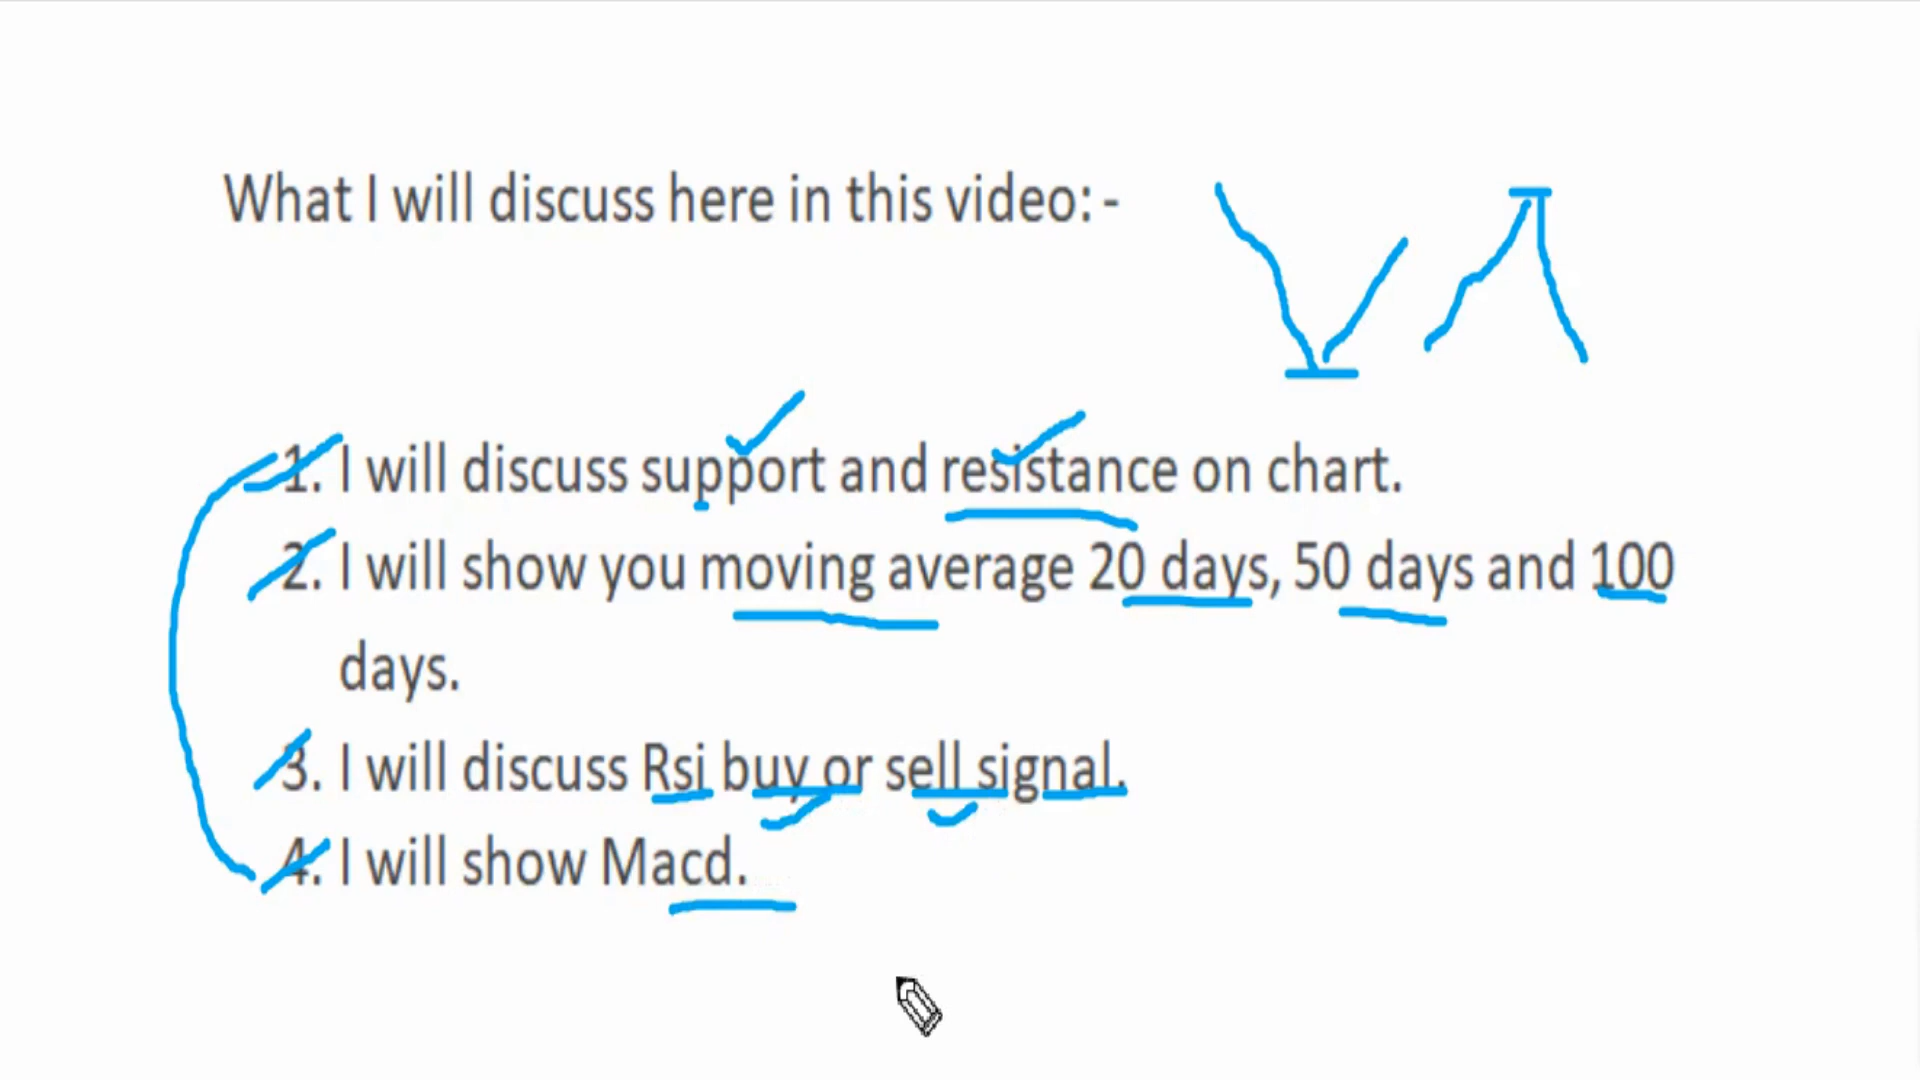 What I will discuss here in this video: -
1. I will discuss support and resistance on chart.
2. I will show you moving average 20 days, 50 days and 100
days.
3. I will discuss Rsi buy or sell signal.
4. I will show Macd.